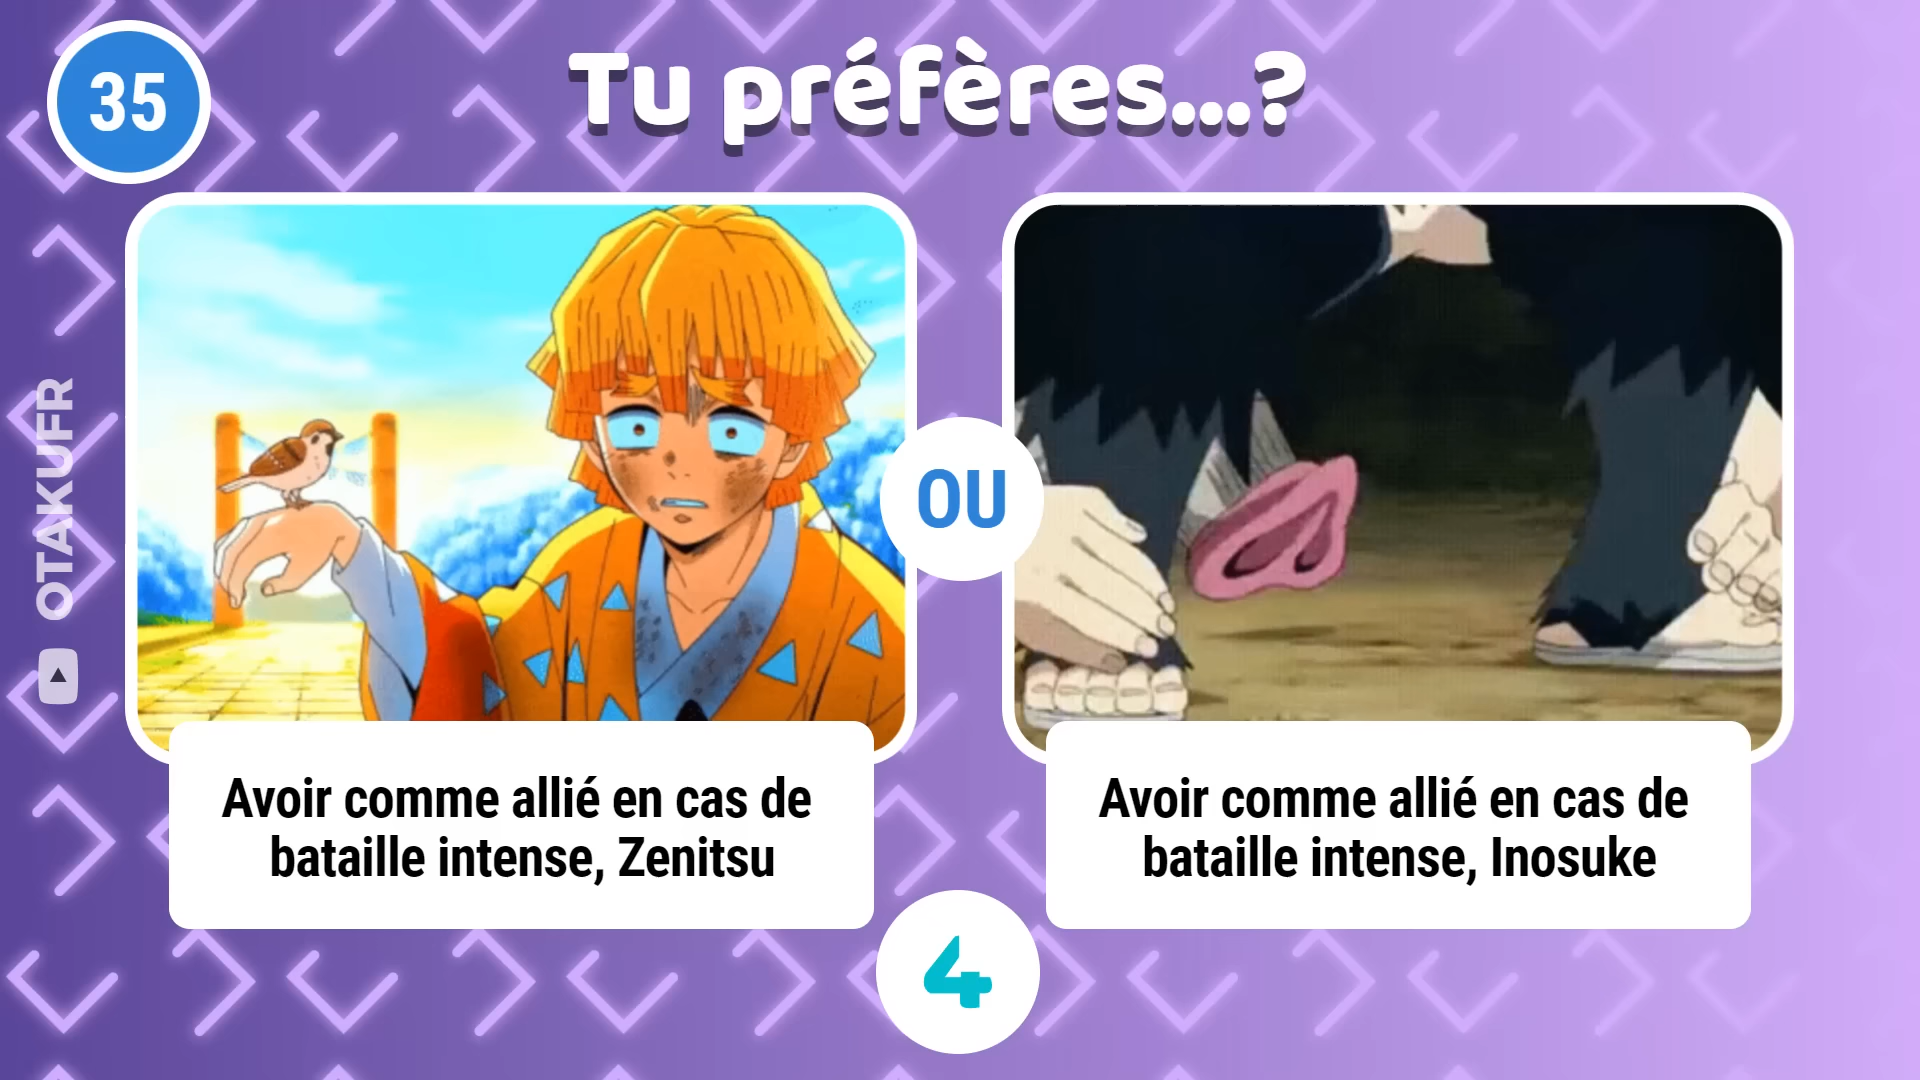 35
Tu préfères...?
OTAKUFR
OU
Avoir comme allié en cas de
bataille intense, Zenitsu
Avoir comme allié en cas de
bataille intense, Inosuke
4